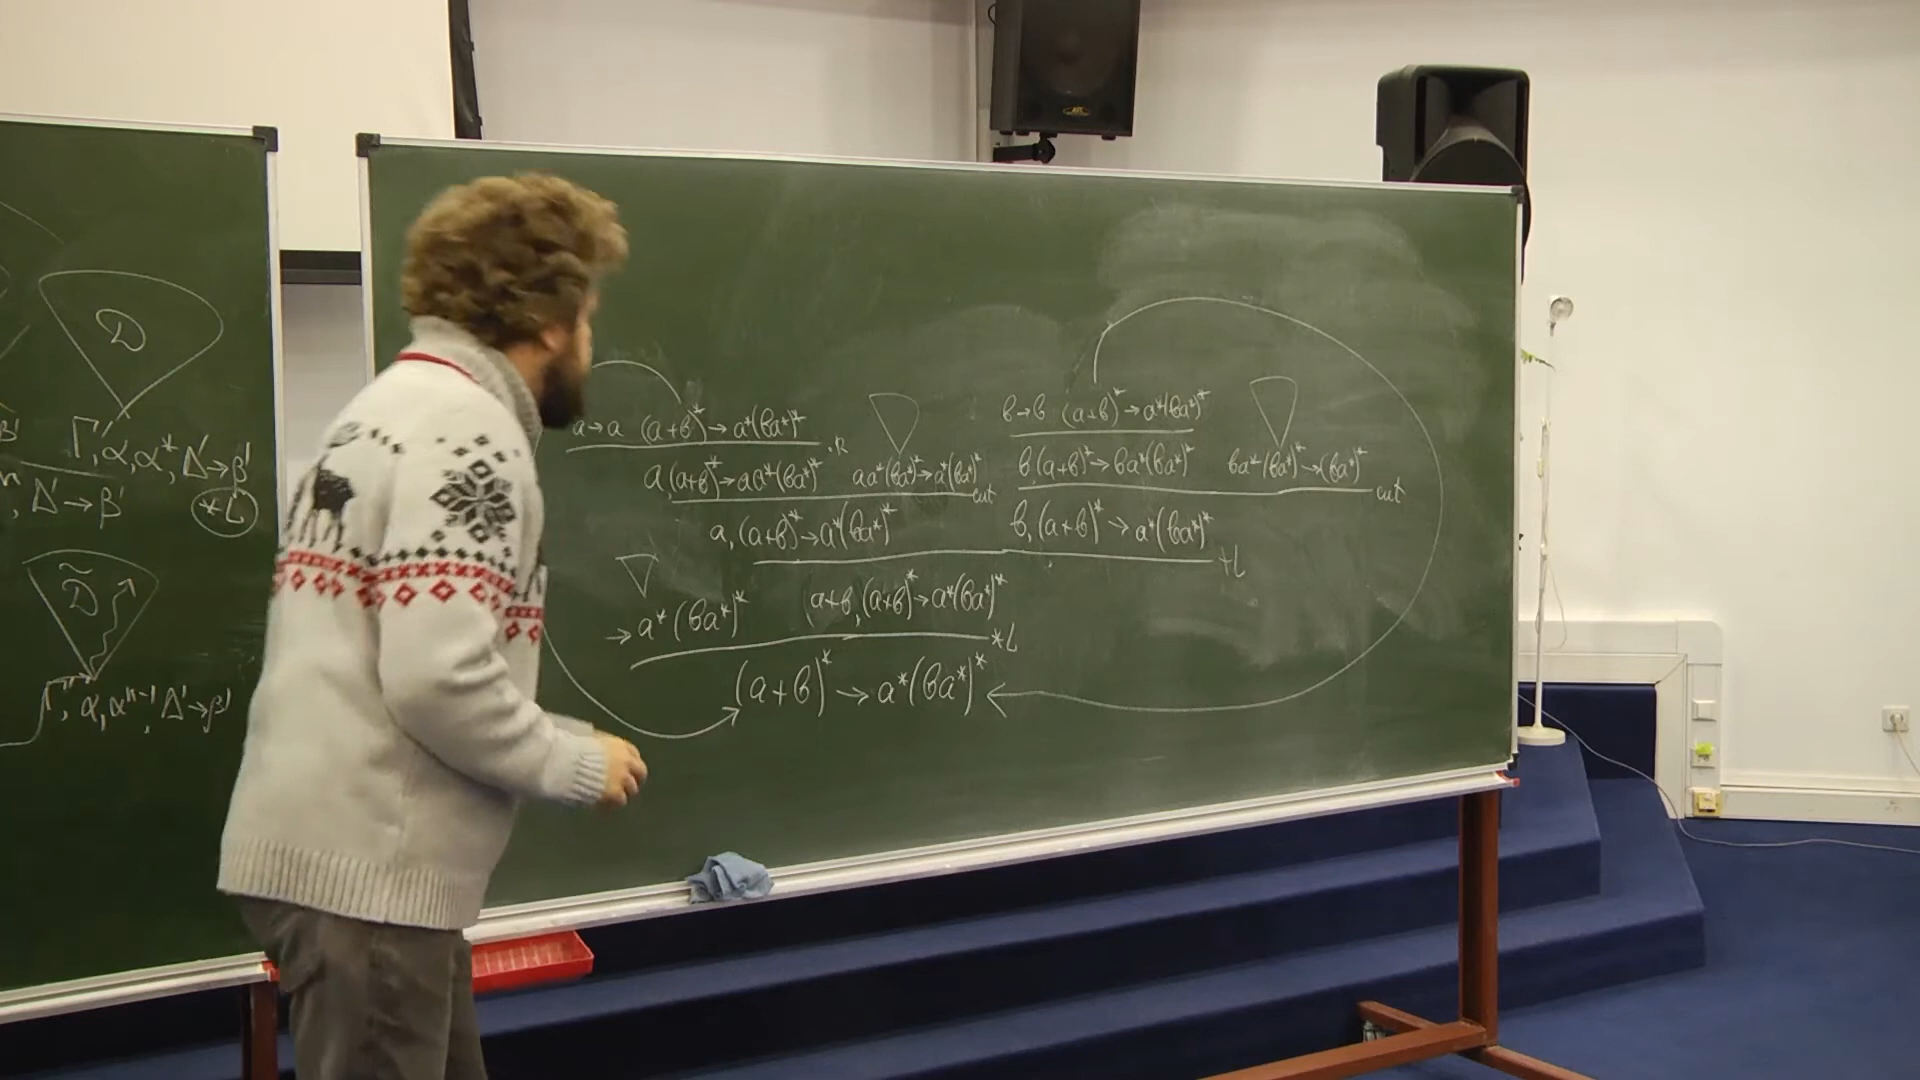 D
Γ', α, α*, Δ' → β'
, Δ' → β'
*L
D̃
Γ', α, αⁿ⁻¹, Δ' → β'
a→a (a+b)*→a*(ba*)*
·R
a,(a+b)*→aa*(ba*)* aa*(ba*)*→a*(ba*)*
cut
a,(a+b)*→a*(ba*)*
b→b (a+b)*→a*(ba*)*
b,(a+b)*→ba*(ba*)* ba*(ba*)*→(ba*)*
cut
b,(a+b)*→a*(ba*)*
+L
→a*(ba*)* a+b,(a+b)*→a*(ba*)*
*L
(a+b)*→a*(ba*)*